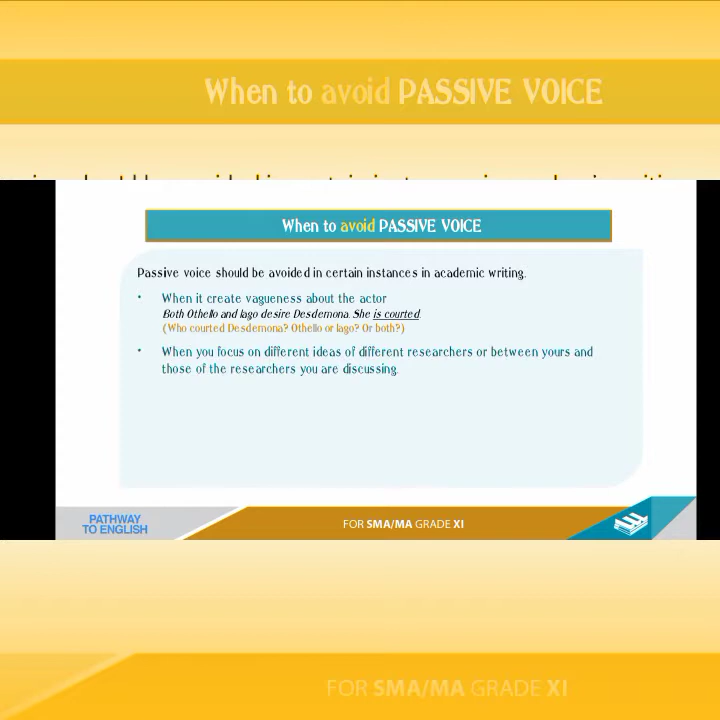 When to avoid PASSIVE VOICE
When to avoid PASSIVE VOICE
Passive voice should be avoided in certain instances in academic writing.
• When it create vagueness about the actor
Both Othello and Iago desire Desdemona. She is courted.
(Who courted Desdemona? Othello or Iago? Or both?)
• When you focus on different ideas of different researchers or between yours and
those of the researchers you are discussing.
PATHWAY
TO ENGLISH
FOR SMA/MA GRADE XI
FOR SMA/MA GRADE XI